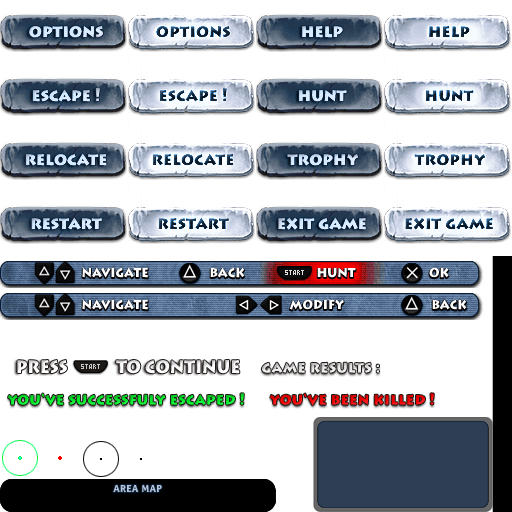 OPTIONS OPTIONS HELP HELP
ESCAPE ! ESCAPE ! HUNT HUNT
RELOCATE RELOCATE TROPHY TROPHY
RESTART RESTART EXIT GAME EXIT GAME
NAVIGATE BACK START HUNT OK
NAVIGATE MODIFY BACK
PRESS START TO CONTINUE GAME RESULTS :
YOU'VE SUCCESSFULY ESCAPED ! YOU'VE BEEN KILLED !
AREA MAP